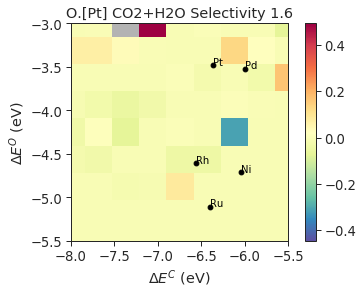 O.[Pt] CO2+H2O Selectivity 1.6
−3.0
−3.5
−4.0
−4.5
−5.0
−5.5
ΔE^O (eV)
Pt
Pd
Rh
Ni
Ru
−8.0 −7.5 −7.0 −6.5 −6.0 −5.5
ΔE^C (eV)
0.4
0.2
0.0
−0.2
−0.4